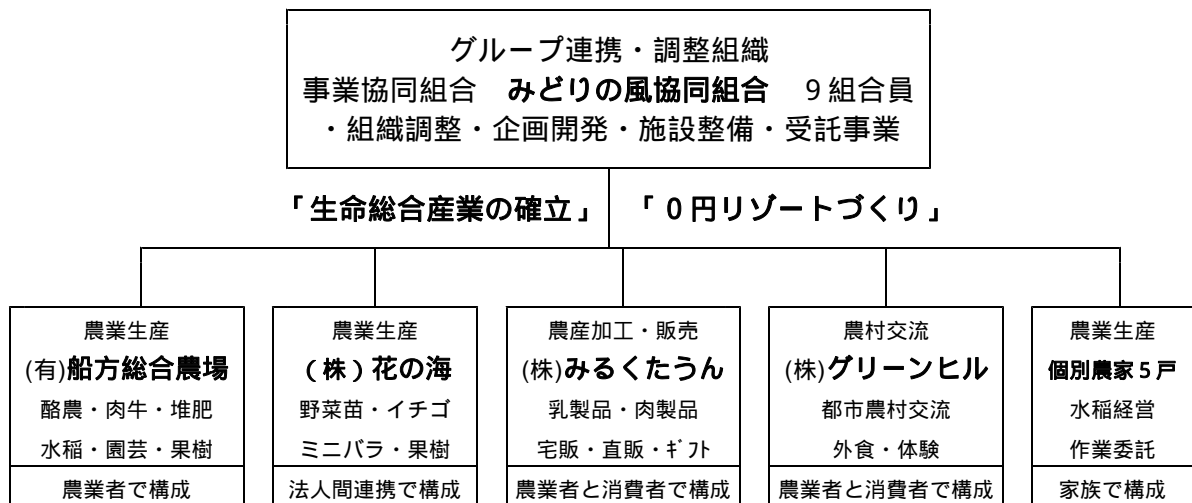 グループ連携・調整組織
事業協同組合　みどりの風協同組合　９組合員
・組織調整・企画開発・施設整備・受託事業
「生命総合産業の確立」 「０円リゾートづくり」
農業生産
(有)船方総合農場
酪農・肉牛・堆肥
水稲・園芸・果樹
農業者で構成
農業生産
（株）花の海
野菜苗・イチゴ
ミニバラ・果樹
法人間連携で構成
農産加工・販売
(株)みるくたうん
乳製品・肉製品
宅販・直販・ｷﾞﾌﾄ
農業者と消費者で構成
農村交流
(株)グリーンヒル
都市農村交流
外食・体験
農業者と消費者で構成
農業生産
個別農家５戸
水稲経営
作業委託
家族で構成